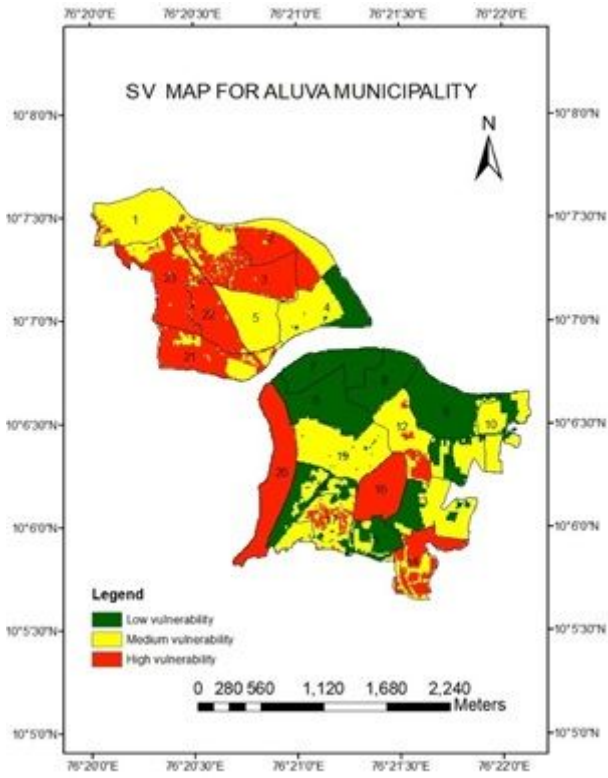 76°20'0"E 76°20'30"E 76°21'0"E 76°21'30"E 76°22'0"E
SV MAP FOR ALUVA MUNICIPALITY
N
10°8'0"N 10°8'0"N
10°7'30"N 10°7'30"N
10°7'0"N 10°7'0"N
10°6'30"N 10°6'30"N
10°6'0"N 10°6'0"N
10°5'30"N 10°5'30"N
10°5'0"N 10°5'0"N
1
2
23 3
22 5 4
21
7
8
6 9
12 10
19
20 16
Legend
Low vulnerability
Medium vulnerability
High vulnerability
0 280 560 1,120 1,680 2,240
Meters
76°20'0"E 76°20'30"E 76°21'0"E 76°21'30"E 76°22'0"E